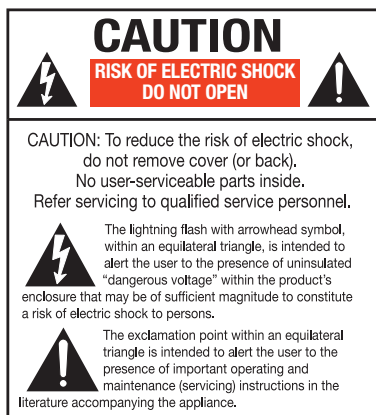 CAUTION
RISK OF ELECTRIC SHOCK
DO NOT OPEN
CAUTION: To reduce the risk of electric shock,
do not remove cover (or back).
No user-serviceable parts inside.
Refer servicing to qualified service personnel.
The lightning flash with arrowhead symbol,
within an equilateral triangle, is intended to
alert the user to the presence of uninsulated
“dangerous voltage” within the product’s
enclosure that may be of sufficient magnitude to constitute
a risk of electric shock to persons.
The exclamation point within an equilateral
triangle is intended to alert the user to the
presence of important operating and
maintenance (servicing) instructions in the
literature accompanying the appliance.